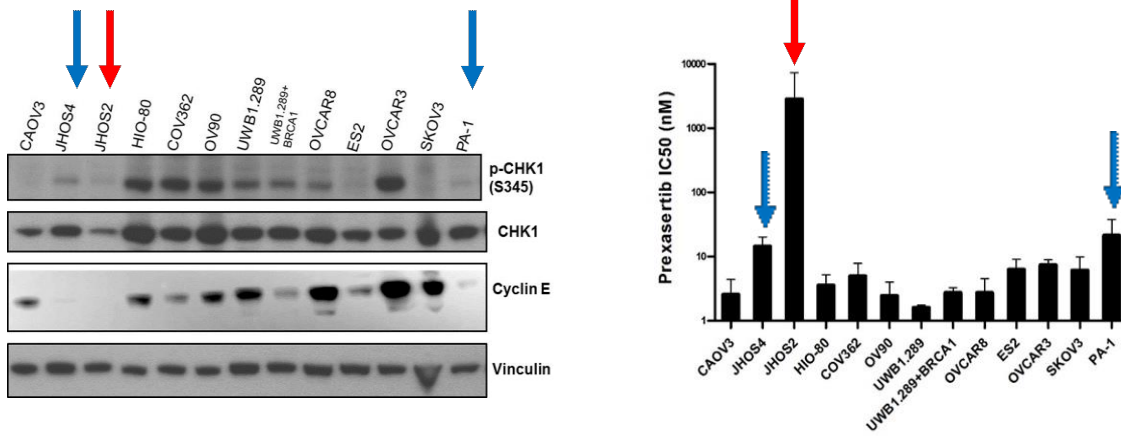 CAOV3
JHOS4
JHOS2
HIO-80
COV362
OV90
UWB1.289
UWB1.289+
BRCA1
OVCAR8
ES2
OVCAR3
SKOV3
PA-1
p-CHK1
(S345)
CHK1
Cyclin E
Vinculin
Prexasertib IC50 (nM)
10000
1000
100
10
1
CAOV3
JHOS4
JHOS2
HIO-80
COV362
OV90
UWB1.289
UWB1.289+BRCA1
OVCAR8
ES2
OVCAR3
SKOV3
PA-1